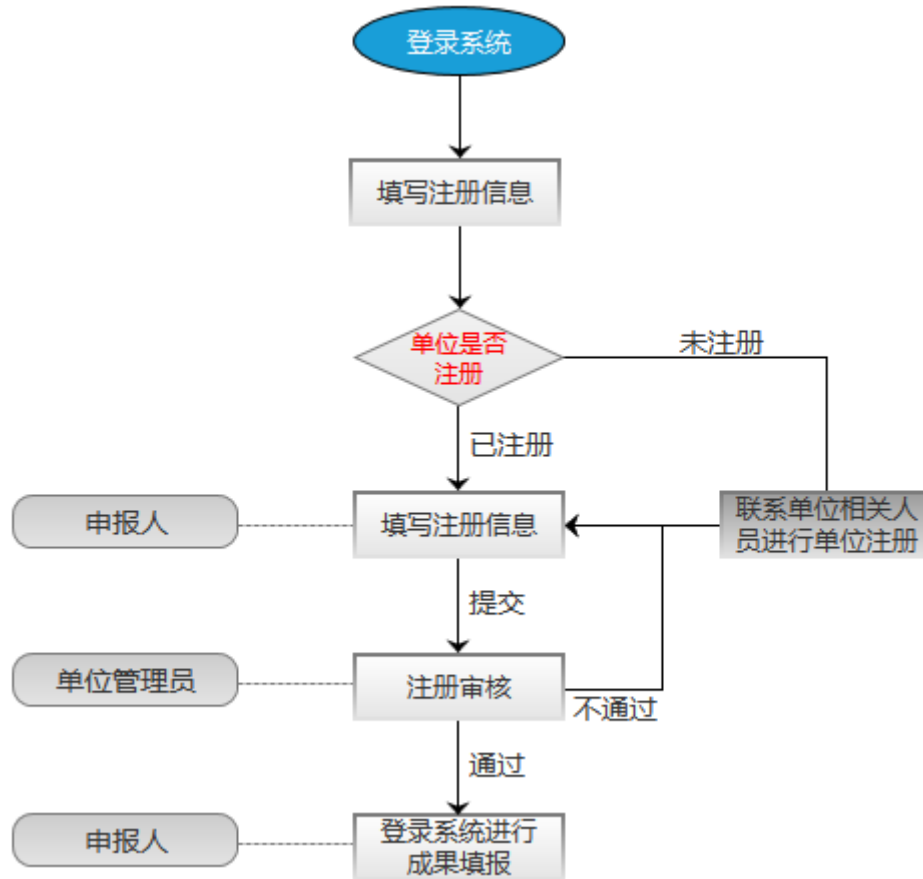 登录系统
填写注册信息
单位是否
注册
未注册
已注册
申报人
填写注册信息
联系单位相关人
员进行单位注册
提交
单位管理员
注册审核
不通过
通过
申报人
登录系统进行
成果填报